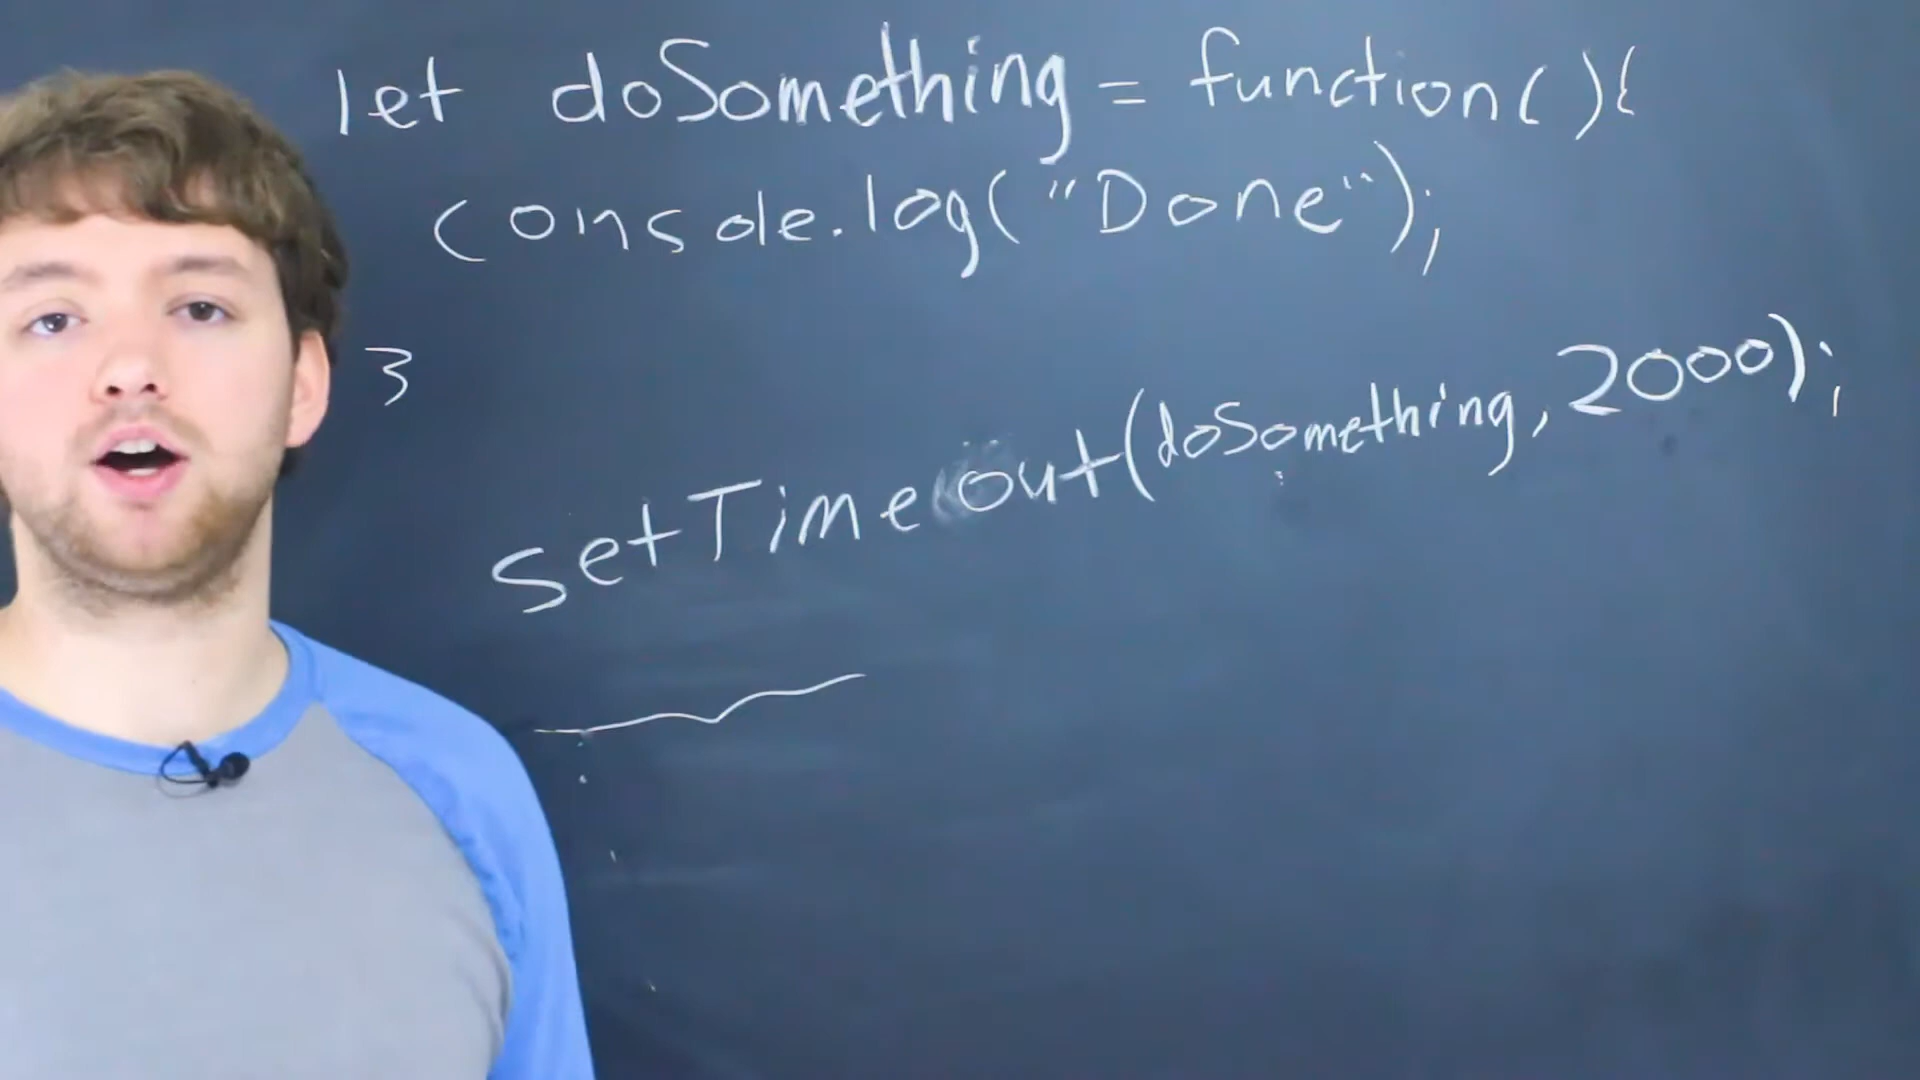 let doSomething = function(){
console.log("Done");
}
setTimeout(doSomething, 2000);